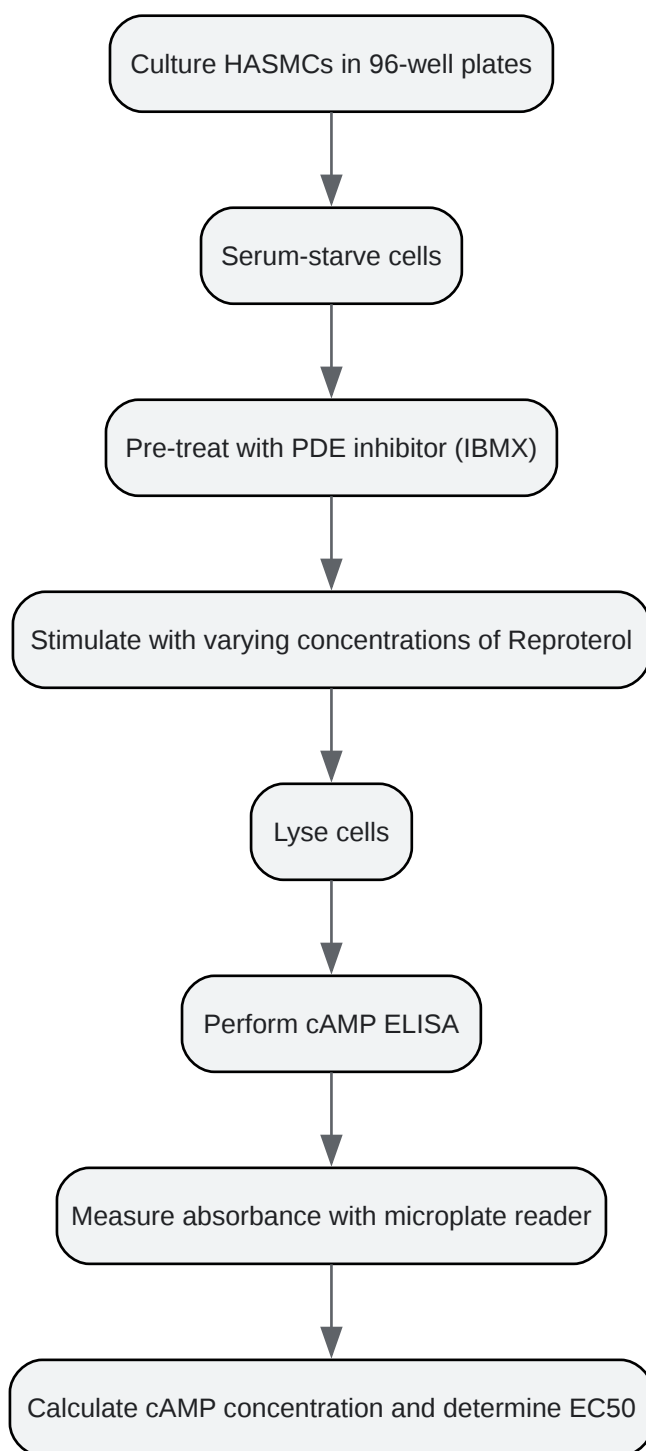 Culture HASMCs in 96-well plates
Serum-starve cells
Pre-treat with PDE inhibitor (IBMX)
Stimulate with varying concentrations of Reproterol
Lyse cells
Perform cAMP ELISA
Measure absorbance with microplate reader
Calculate cAMP concentration and determine EC50